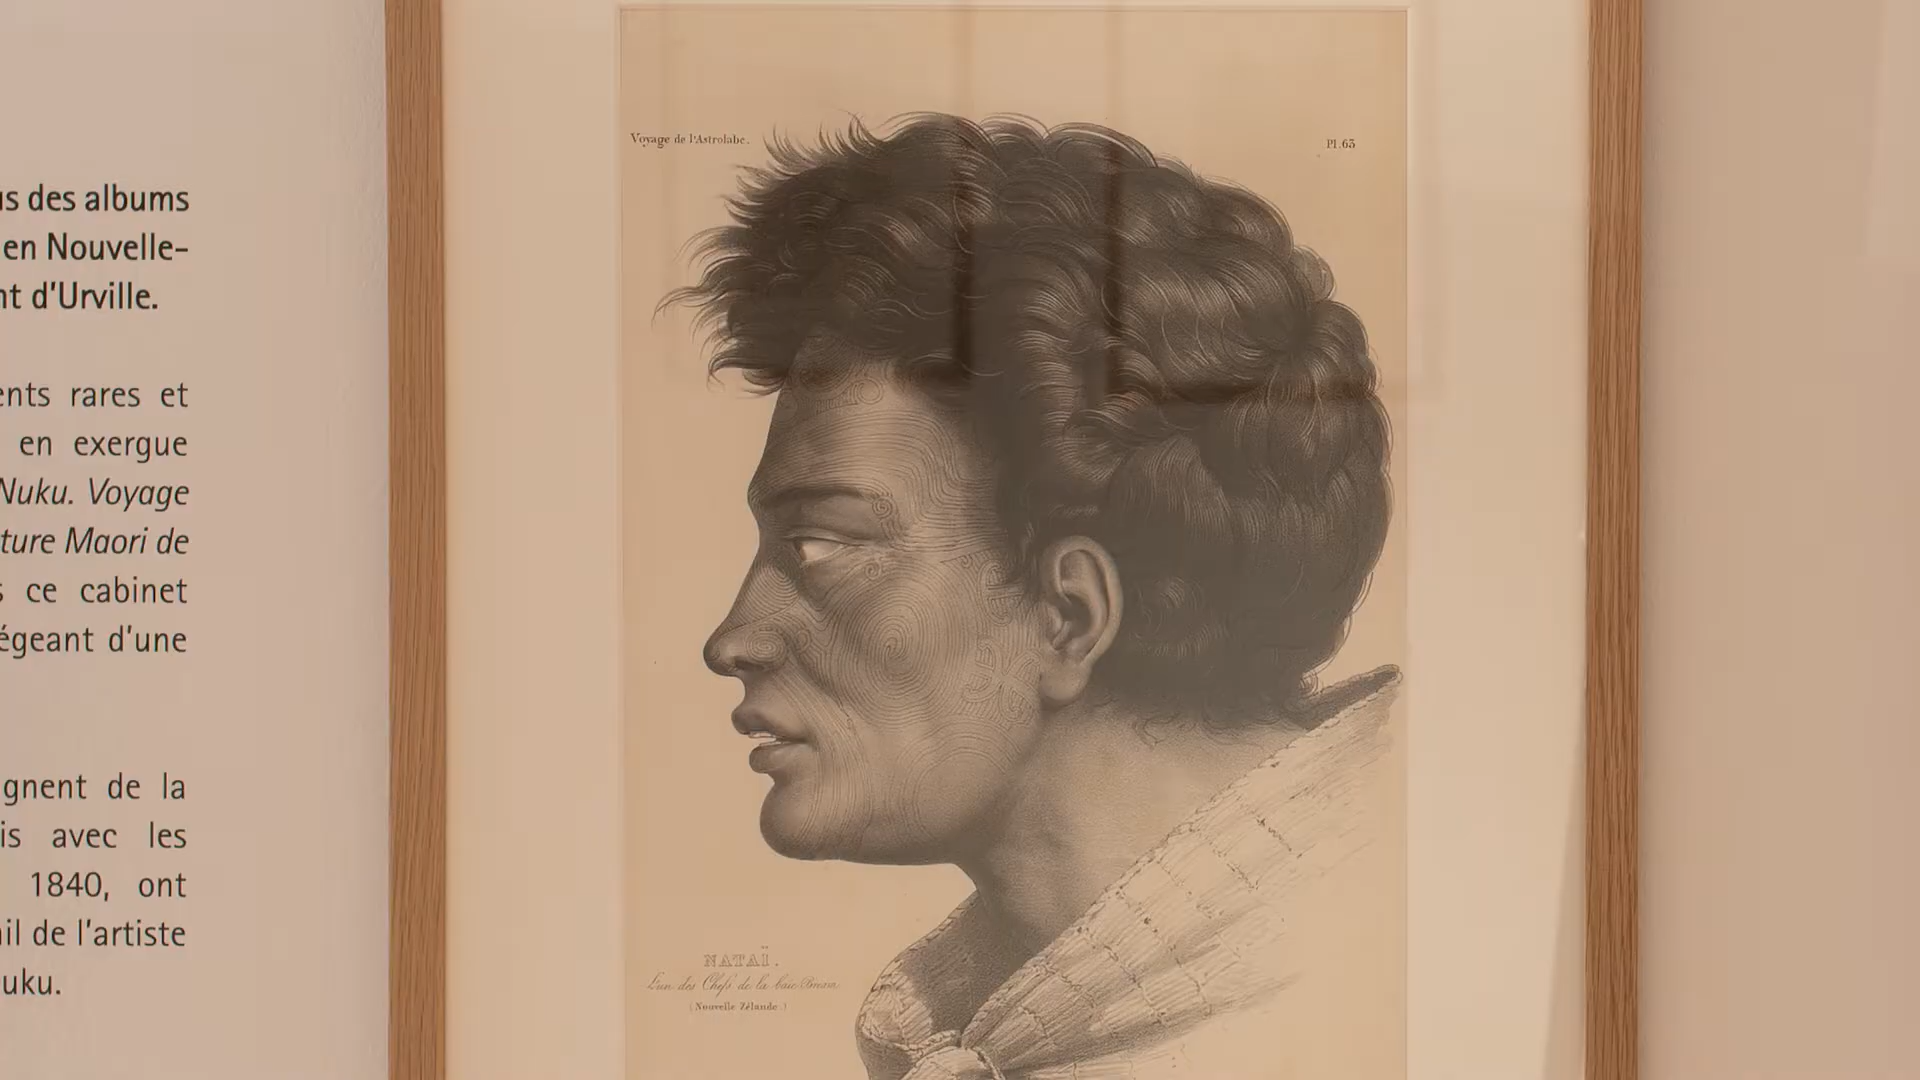 us des albums
en Nouvelle-
nt d'Urville.
ents rares et
en exergue
Nuku. Voyage
ture Maori de
s ce cabinet
égeant d'une
gnent de la
is avec les
1840, ont
ail de l'artiste
uku.
Voyage de l'Astrolabe.
Pl. 63
NATAÏ.
L'un des Chefs de la baie Bream
(Nouvelle Zélande.)